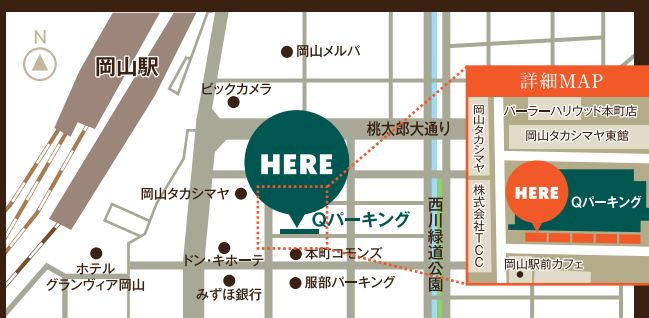 N
岡山駅
岡山メルパ
ビックカメラ
桃太郎大通り
HERE
岡山タカシマヤ
Qパーキング
西川緑道公園
ドン・キホーテ
本町コモンズ
ホテル
グランヴィア岡山
みずほ銀行
服部パーキング
詳細MAP
岡山タカシマヤ
パーラーハリウッド本町店
岡山タカシマヤ東館
HERE
Qパーキング
株式会社TCC
岡山駅前カフェ